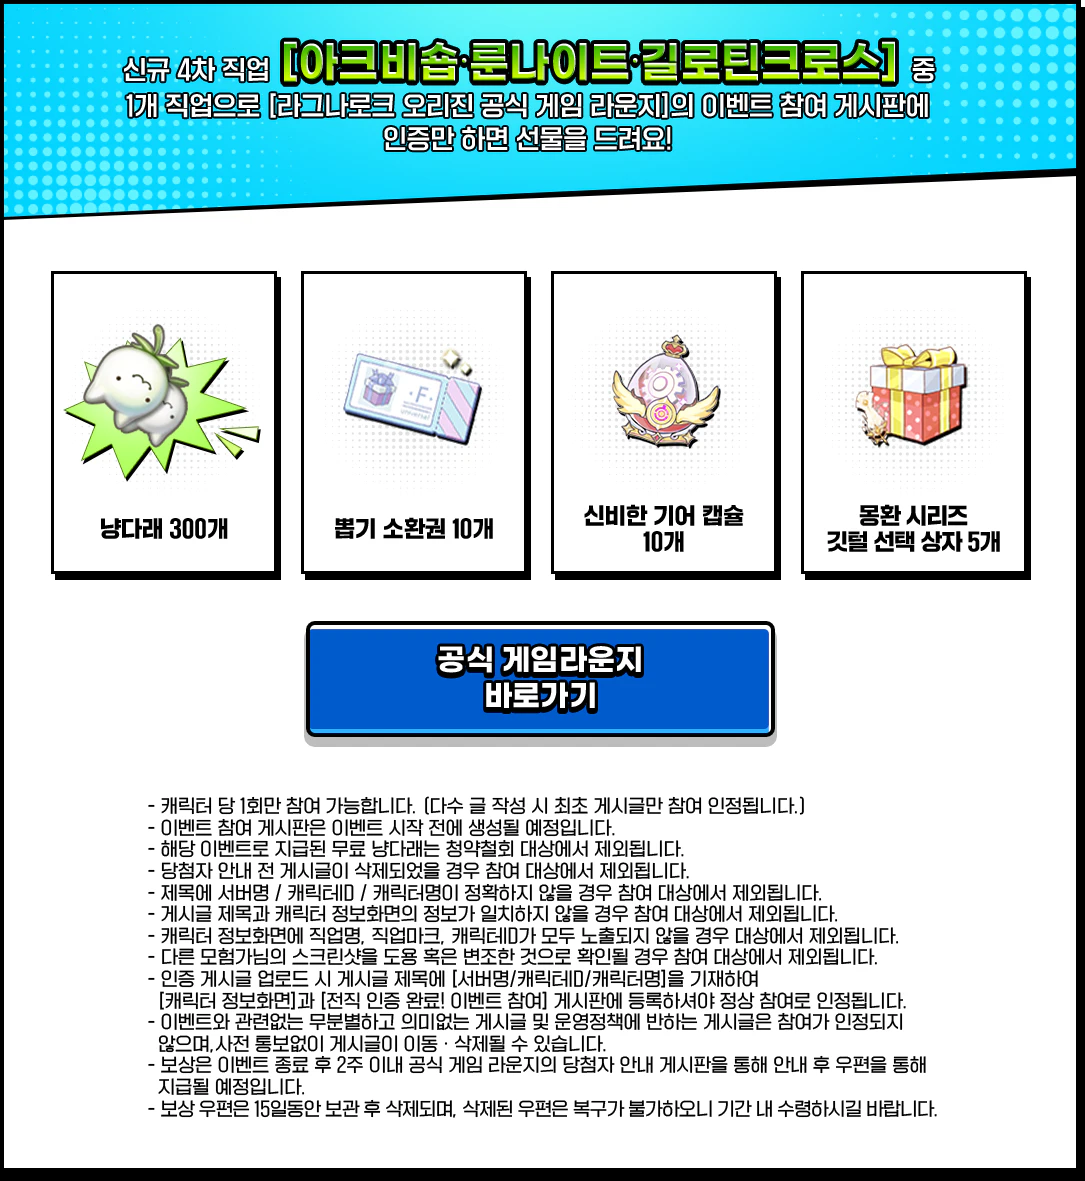 신규 4차 직업 [아크비숍·룬나이트·길로틴크로스] 중
1개 직업으로 [라그나로크 오리진 공식 게임 라운지]의 이벤트 참여 게시판에
인증만 하면 선물을 드려요!
·F·
universal
냥다래 300개
뽑기 소환권 10개
신비한 기어 캡슐
10개
몽환 시리즈
깃털 선택 상자 5개
공식 게임라운지
바로가기
- 캐릭터 당 1회만 참여 가능합니다. (다수 글 작성 시 최초 게시글만 참여 인정됩니다.)
- 이벤트 참여 게시판은 이벤트 시작 전에 생성될 예정입니다.
- 해당 이벤트로 지급된 무료 냥다래는 청약철회 대상에서 제외됩니다.
- 당첨자 안내 전 게시글이 삭제되었을 경우 참여 대상에서 제외됩니다.
- 제목에 서버명 / 캐릭터ID / 캐릭터명이 정확하지 않을 경우 참여 대상에서 제외됩니다.
- 게시글 제목과 캐릭터 정보화면의 정보가 일치하지 않을 경우 참여 대상에서 제외됩니다.
- 캐릭터 정보화면에 직업명, 직업마크, 캐릭터ID가 모두 노출되지 않을 경우 대상에서 제외됩니다.
- 다른 모험가님의 스크린샷을 도용 혹은 변조한 것으로 확인될 경우 참여 대상에서 제외됩니다.
- 인증 게시글 업로드 시 게시글 제목에 [서버명/캐릭터ID/캐릭터명]을 기재하여
[캐릭터 정보화면]과 [전직 인증 완료! 이벤트 참여] 게시판에 등록하셔야 정상 참여로 인정됩니다.
- 이벤트와 관련없는 무분별하고 의미없는 게시글 및 운영정책에 반하는 게시글은 참여가 인정되지
않으며,사전 통보없이 게시글이 이동 · 삭제될 수 있습니다.
- 보상은 이벤트 종료 후 2주 이내 공식 게임 라운지의 당첨자 안내 게시판을 통해 안내 후 우편을 통해
지급될 예정입니다.
- 보상 우편은 15일동안 보관 후 삭제되며, 삭제된 우편은 복구가 불가하오니 기간 내 수령하시길 바랍니다.